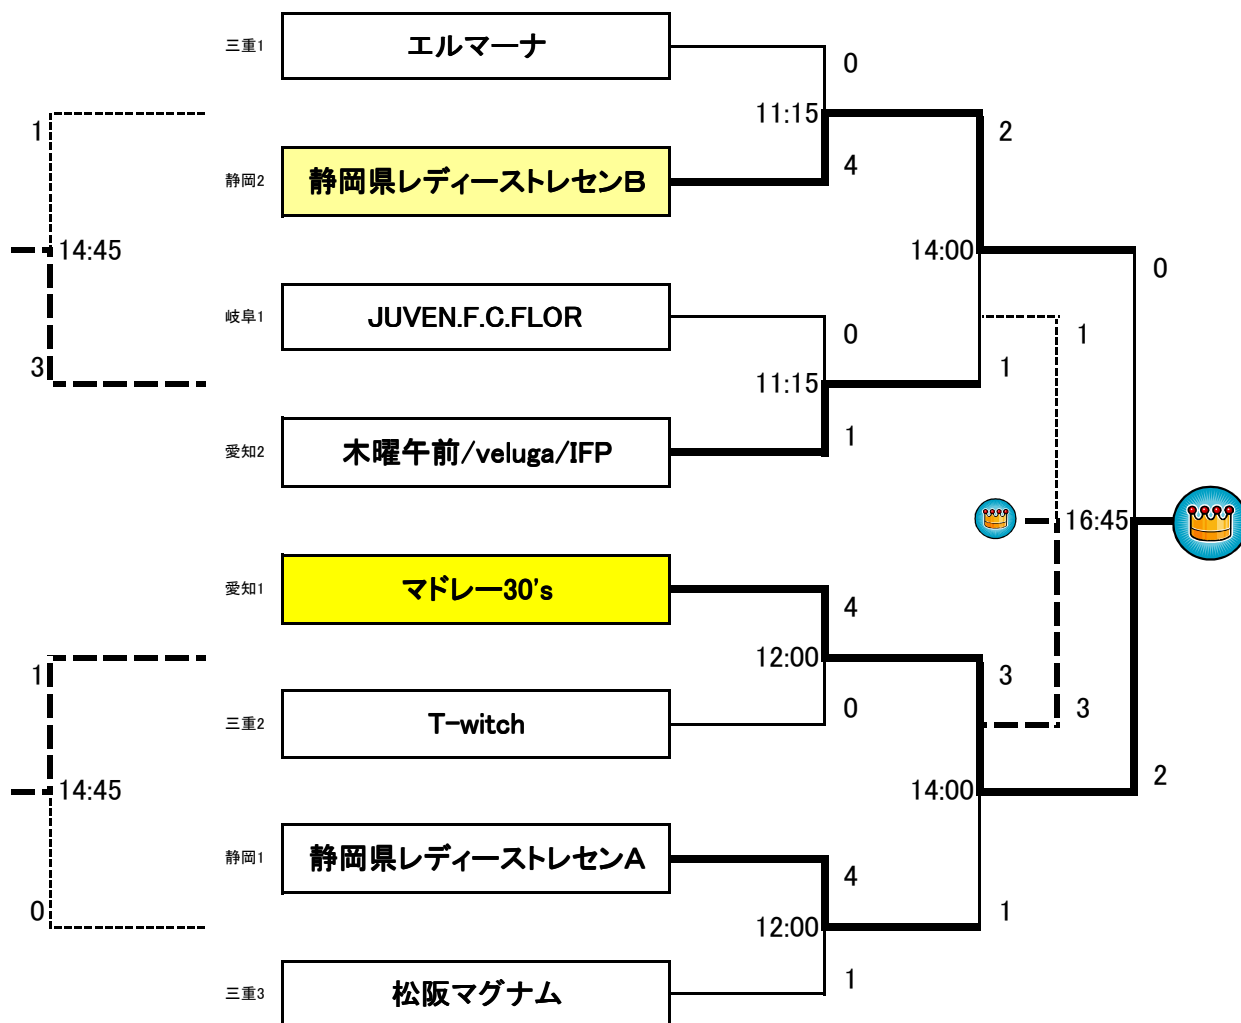 三重1
エルマーナ
0
11:15
2
1
4
静岡2
静岡県レディーストレセンB
14:45
14:00
0
岐阜1
JUVEN.F.C.FLOR
0
1
3
11:15
1
愛知2
木曜午前/veluga/IFP
1
16:45
愛知1
マドレー30's
4
12:00
1
3
三重2
T-witch
0
3
14:45
14:00
2
静岡1
静岡県レディーストレセンA
4
0
12:00
1
三重3
松阪マグナム
1